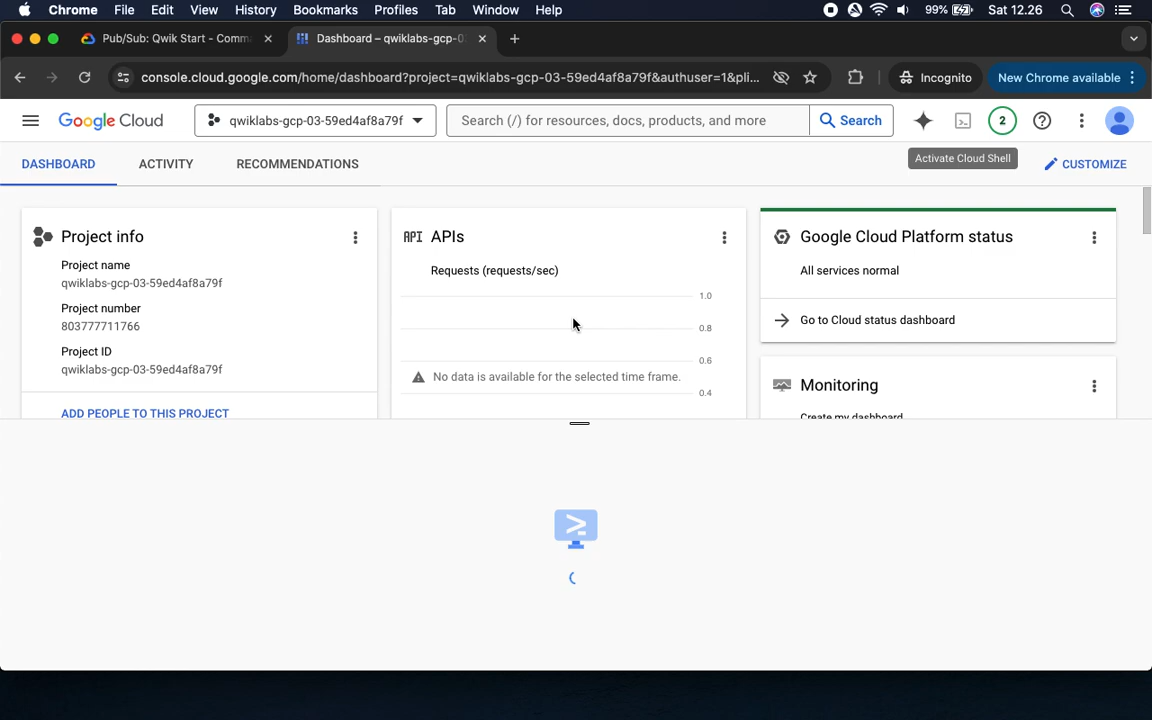 Chrome File Edit View History Bookmarks Profiles Tab Window Help 99% Sat 12.26
Pub/Sub: Qwik Start - Comm
Dashboard – qwiklabs-gcp-0
console.cloud.google.com/home/dashboard?project=qwiklabs-gcp-03-59ed4af8a79f&authuser=1&pli... Incognito New Chrome available
Google Cloud qwiklabs-gcp-03-59ed4af8a79f Search (/) for resources, docs, products, and more Search 2
Activate Cloud Shell
DASHBOARD ACTIVITY RECOMMENDATIONS CUSTOMIZE
Project info
Project name
qwiklabs-gcp-03-59ed4af8a79f
Project number
803777711766
Project ID
qwiklabs-gcp-03-59ed4af8a79f
ADD PEOPLE TO THIS PROJECT
API APIs
Requests (requests/sec)
1.0
0.8
0.6
No data is available for the selected time frame.
0.4
Google Cloud Platform status
All services normal
Go to Cloud status dashboard
Monitoring
Create my dashboard